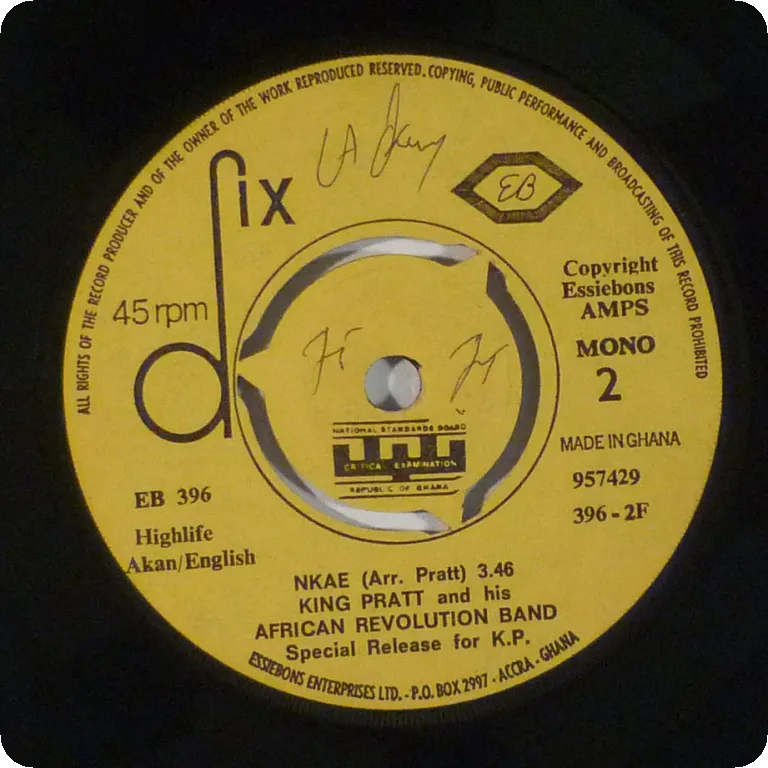 ALL RIGHTS OF THE RECORD PRODUCER AND OF THE OWNER OF THE WORK REPRODUCED RESERVED. COPYING, PUBLIC PERFORMANCE AND BROADCASTING OF THIS RECORD PROHIBITED
dix
EB
45 rpm
Copyright
Essiebons
AMPS
MONO
2
MADE IN GHANA
957429
396-2F
NATIONAL STANDARDS BOARD
CRITICAL EXAMINATION
REPUBLIC OF GHANA
EB 396
Highlife
Akan/English
NKAE (Arr. Pratt) 3.46
KING PRATT and his
AFRICAN REVOLUTION BAND
Special Release for K.P.
ESSIEBONS ENTERPRISES LTD. - P.O. BOX 2997 - ACCRA - GHANA